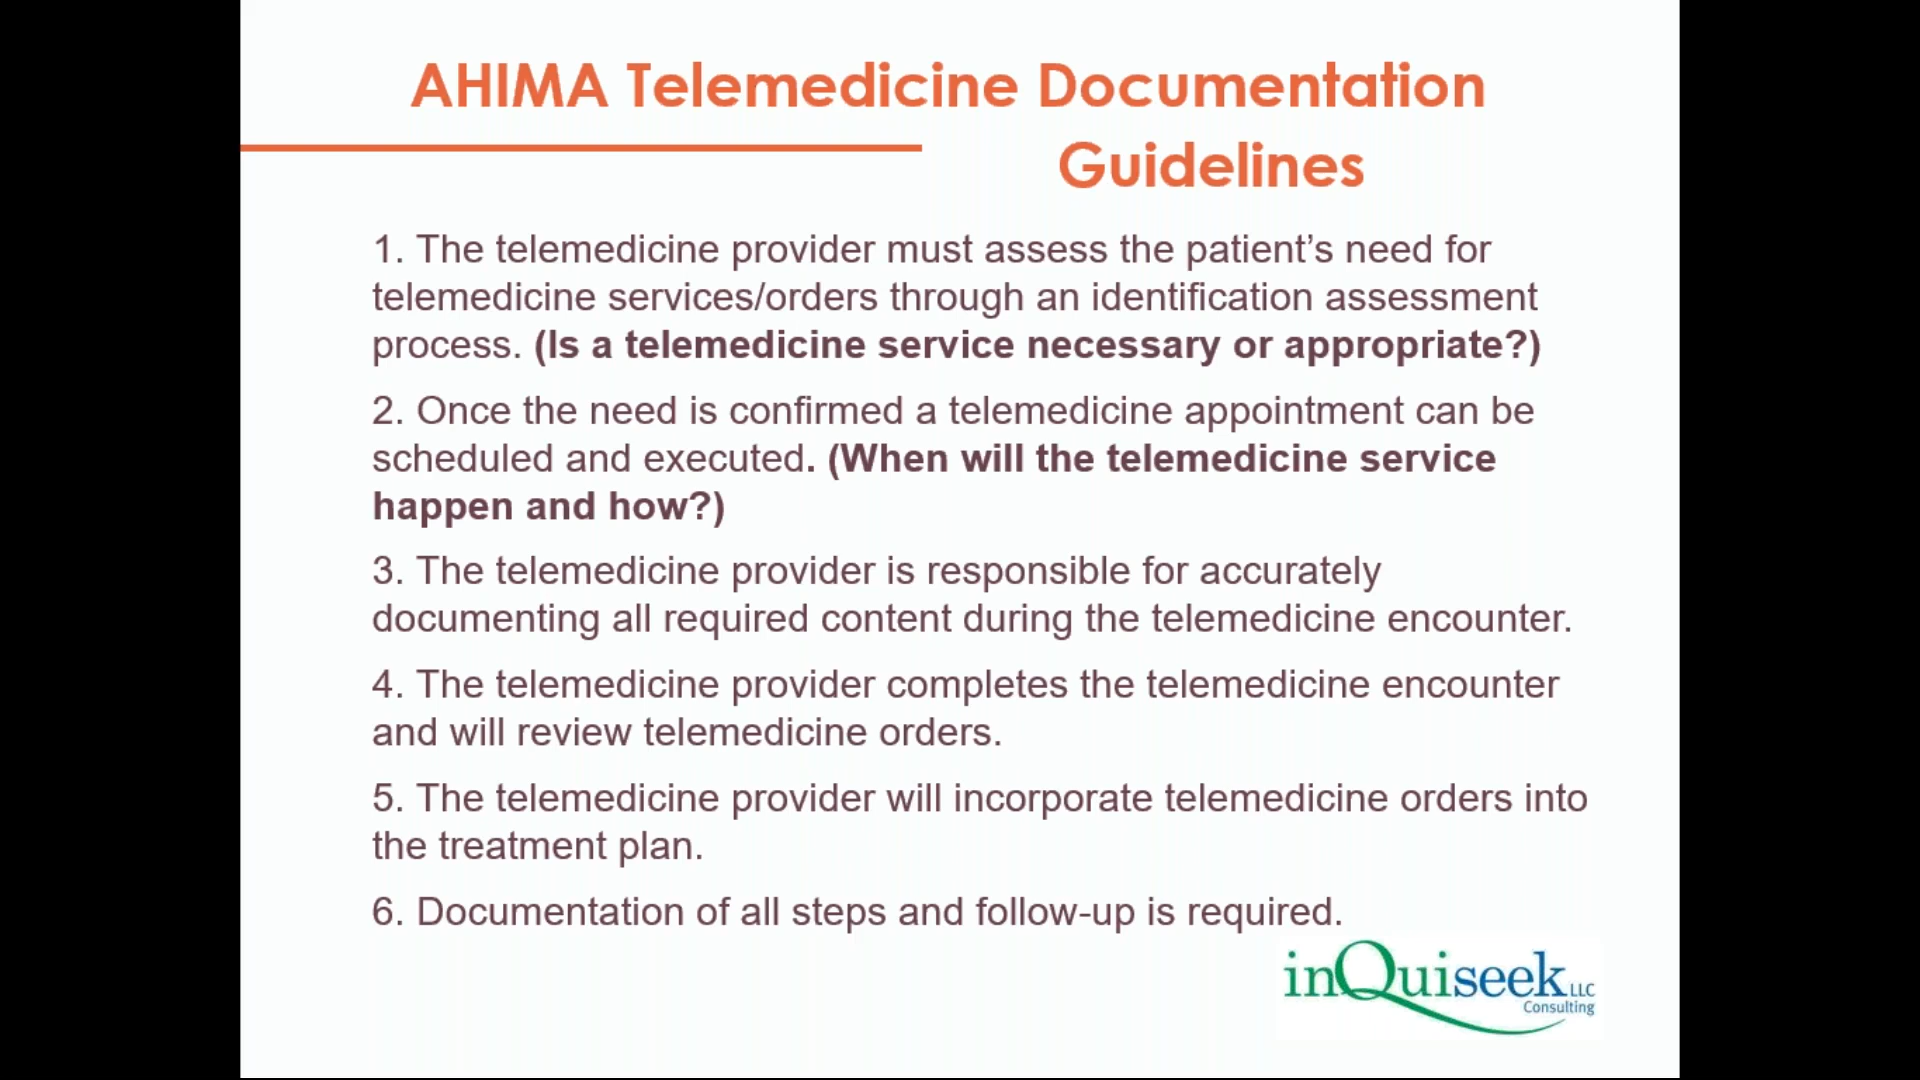 AHIMA Telemedicine Documentation
Guidelines
1. The telemedicine provider must assess the patient’s need for
telemedicine services/orders through an identification assessment
process. (Is a telemedicine service necessary or appropriate?)
2. Once the need is confirmed a telemedicine appointment can be
scheduled and executed. (When will the telemedicine service
happen and how?)
3. The telemedicine provider is responsible for accurately
documenting all required content during the telemedicine encounter.
4. The telemedicine provider completes the telemedicine encounter
and will review telemedicine orders.
5. The telemedicine provider will incorporate telemedicine orders into
the treatment plan.
6. Documentation of all steps and follow-up is required.
inQuiseek LLC
Consulting